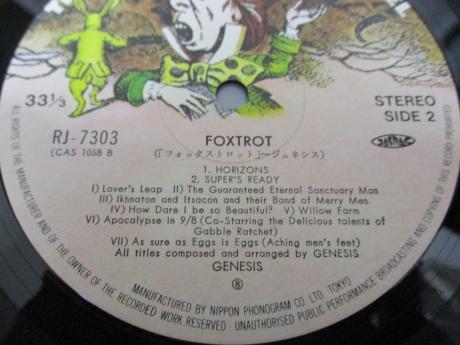 33⅓
STEREO
SIDE 2
RJ-7303
(CAS 1058 B
FOXTROT
(「フォックストロット」〜ジェネシス)
1. HORIZONS
2. SUPER'S READY
I) Lover's Leap II) The Guaranteed Eternal Sanctuary Man
III) Ikhnaton and Itsacon and their Band of Merry Men
IV) How Dare I be so Beautiful? V) Willow Farm
VI) Apocalypse in 9/8 (Co-Starring the Delicious talents of
Gabble Ratchet)
VII) As sure as Eggs is Eggs (Aching men's feet)
All titles composed and arranged by GENESIS
GENESIS
Ⓟ
MANUFACTURED BY NIPPON PHONOGRAM CO. LTD. TOKYO
ALL RIGHTS OF THE MANUFACTURER AND OF THE OWNER OF THE RECORDED WORK RESERVED · UNAUTHORISED PUBLIC PERFORMANCE BROADCASTING AND COPYING OF THIS RECORD